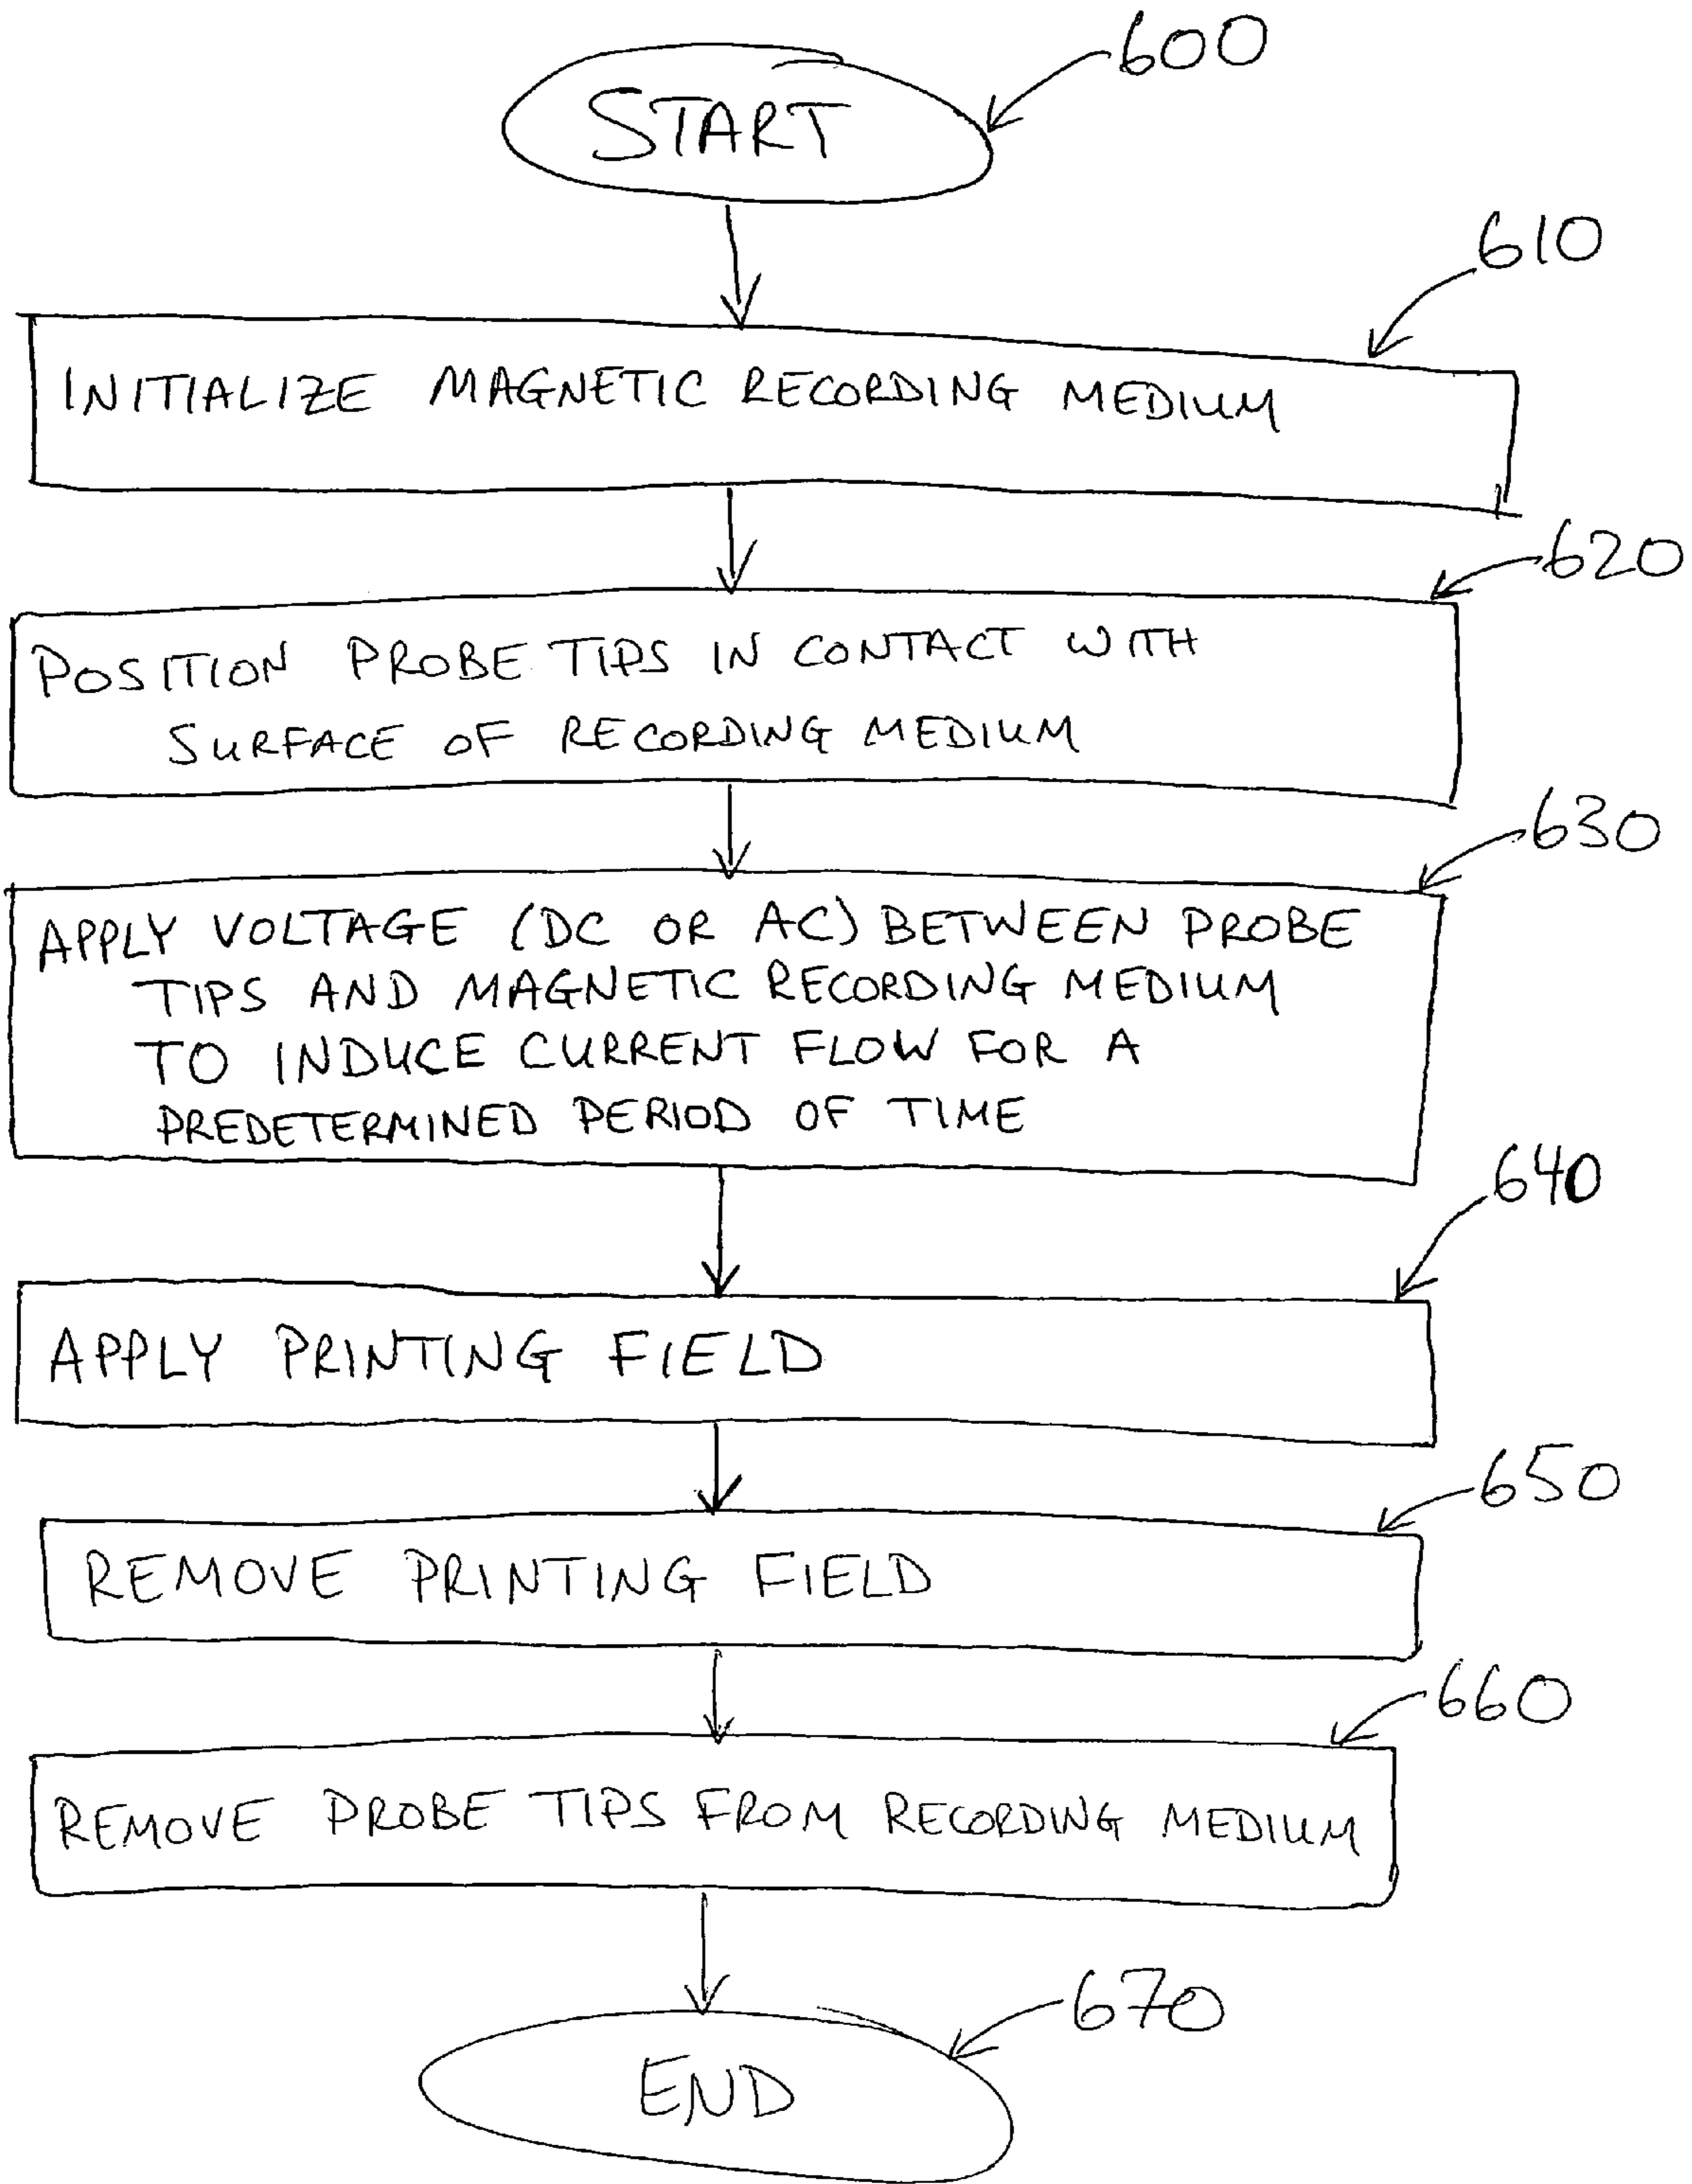 600
START
610
INITIALIZE MAGNETIC RECORDING MEDIUM
620
POSITION PROBE TIPS IN CONTACT WITH
SURFACE OF RECORDING MEDIUM
630
APPLY VOLTAGE (DC OR AC) BETWEEN PROBE
TIPS AND MAGNETIC RECORDING MEDIUM
TO INDUCE CURRENT FLOW FOR A
PREDETERMINED PERIOD OF TIME
640
APPLY PRINTING FIELD
650
REMOVE PRINTING FIELD
660
REMOVE PROBE TIPS FROM RECORDING MEDIUM
670
END